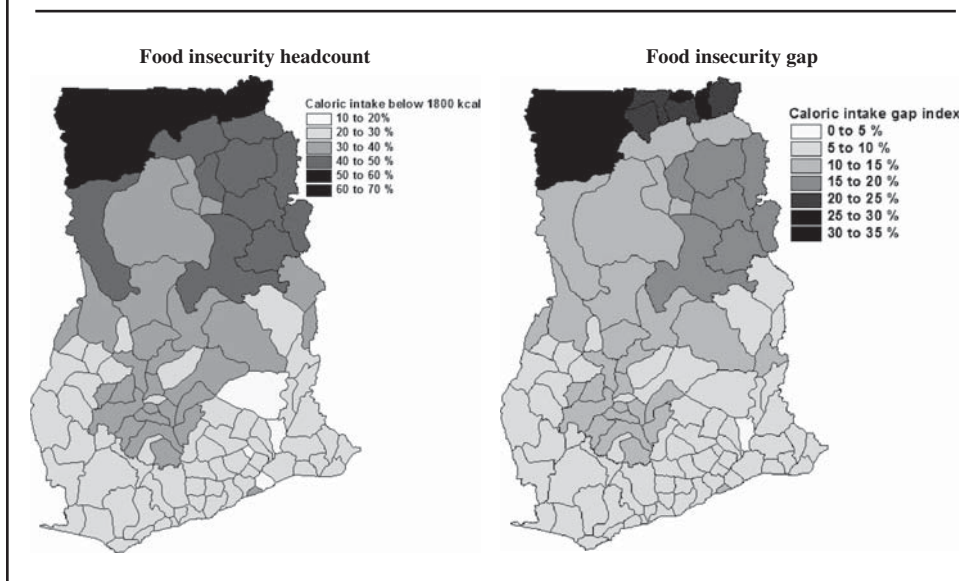 Food insecurity headcount
Caloric intake below 1800 kcal
10 to 20%
20 to 30 %
30 to 40 %
40 to 50 %
50 to 60 %
60 to 70 %
Food insecurity gap
Caloric intake gap index
0 to 5 %
5 to 10 %
10 to 15 %
15 to 20 %
20 to 25 %
25 to 30 %
30 to 35 %